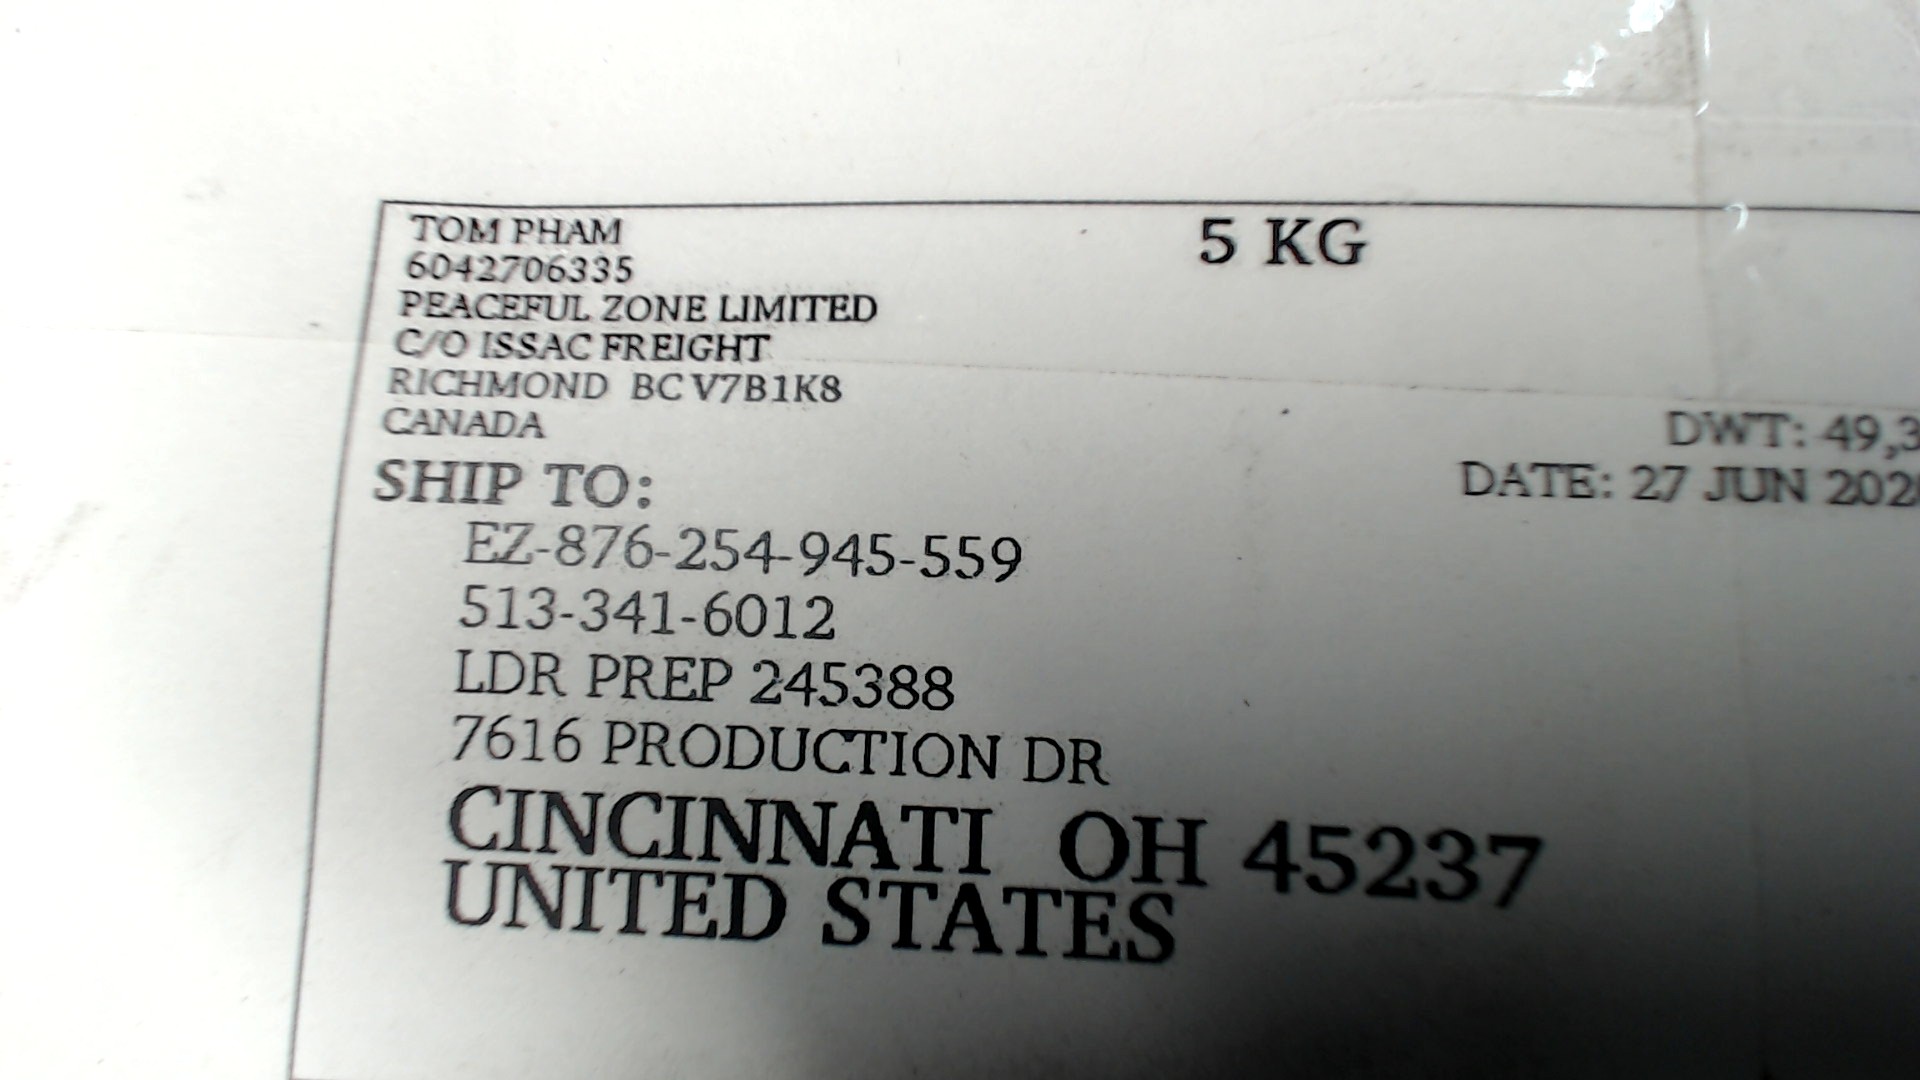 TOM PHAM
6042706335
PEACEFUL ZONE LIMITED
C/O ISSAC FREIGHT
RICHMOND BC V7B1K8
CANADA
5 KG
DWT: 49,3
DATE: 27 JUN 202
SHIP TO:
EZ-876-254-945-559
513-341-6012
LDR PREP 245388
7616 PRODUCTION DR
CINCINNATI OH 45237
UNITED STATES